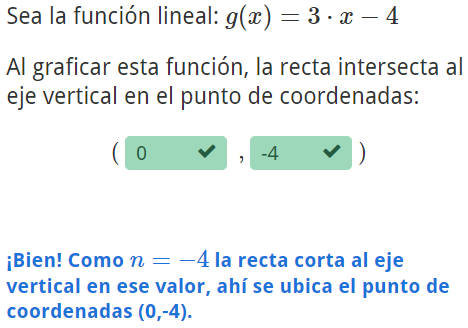 Sea la función lineal: g(x) = 3 · x − 4
Al graficar esta función, la recta intersecta al
eje vertical en el punto de coordenadas:
( 0 ✔ , -4 ✔ )
¡Bien! Como n = −4 la recta corta al eje
vertical en ese valor, ahí se ubica el punto de
coordenadas (0,-4).